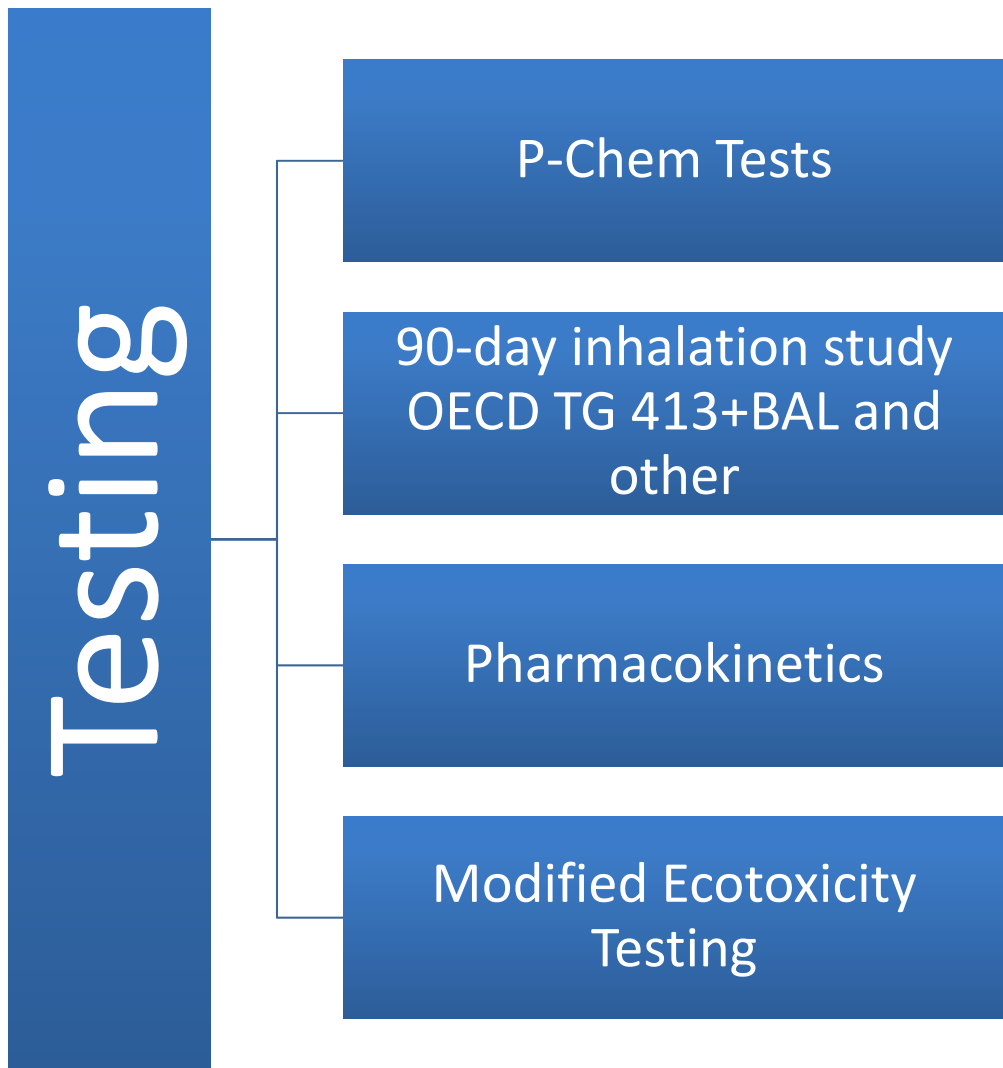 Testing
P-Chem Tests
90-day inhalation study
OECD TG 413+BAL and
other
Pharmacokinetics
Modified Ecotoxicity
Testing